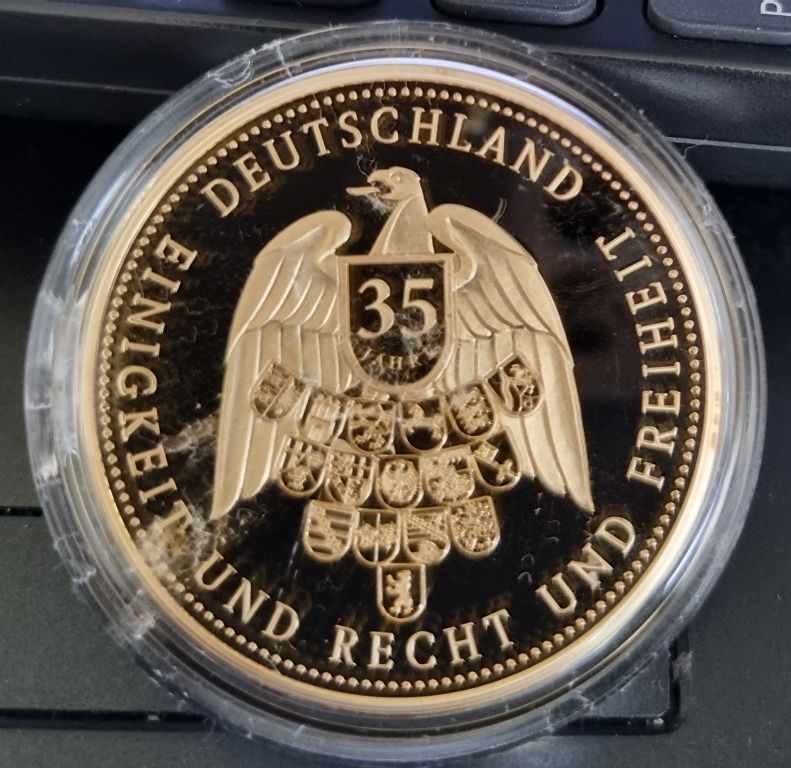 DEUTSCHLAND
EINIGKEIT UND RECHT UND FREIHEIT
35
JAHRE
P